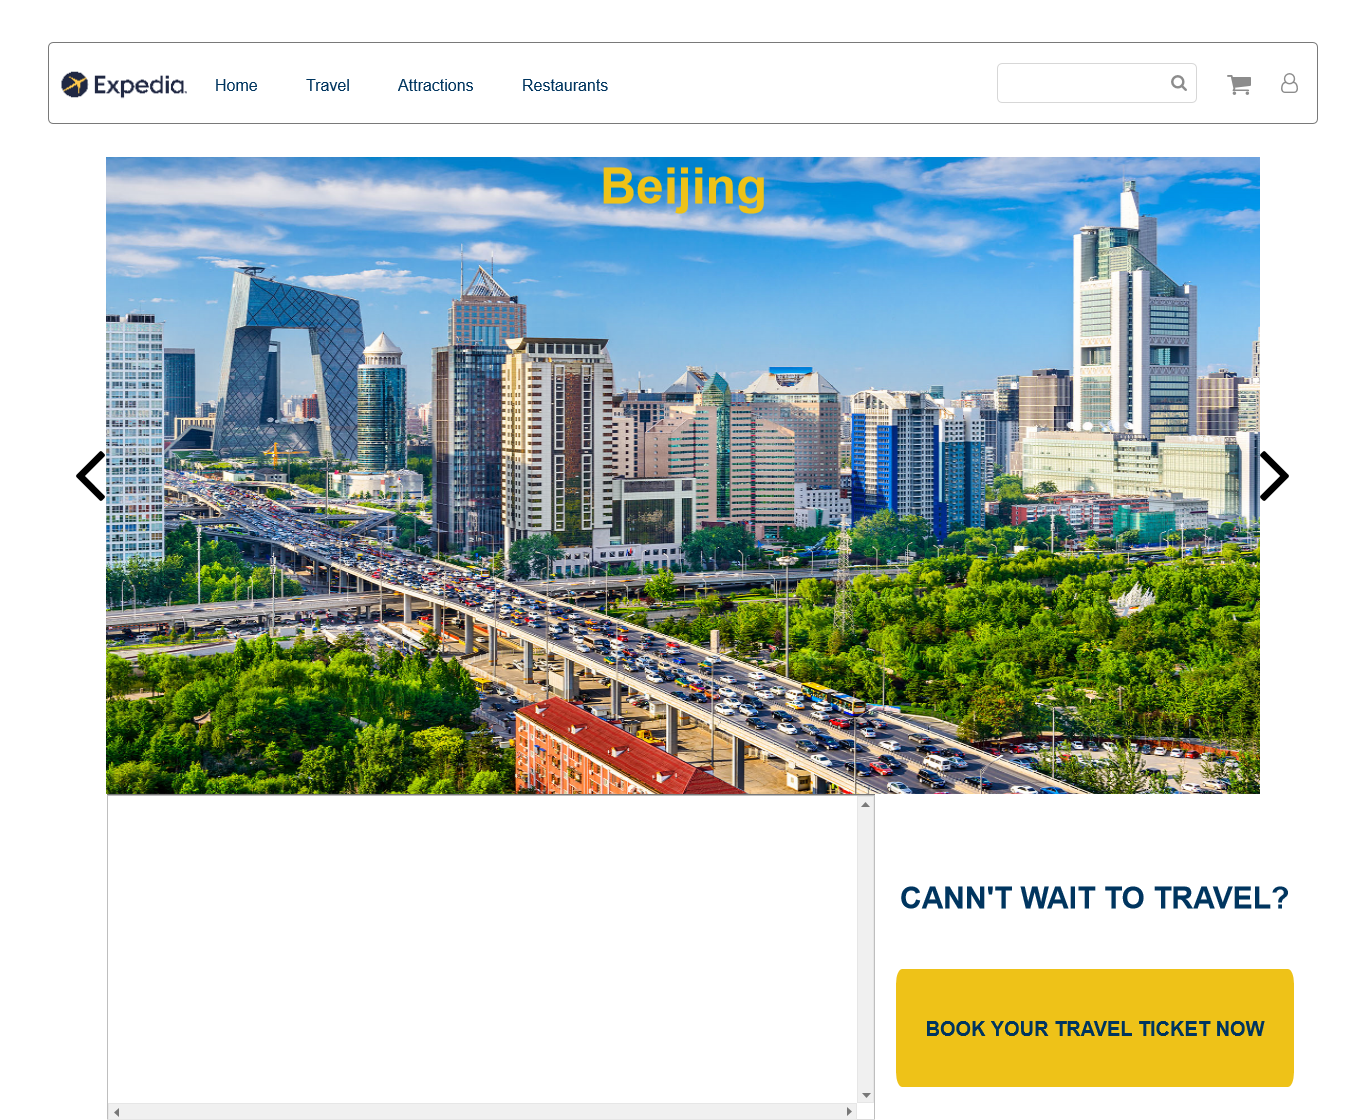 Expedia
Home
Travel
Attractions
Restaurants
Beijing
CANN'T WAIT TO TRAVEL?
BOOK YOUR TRAVEL TICKET NOW